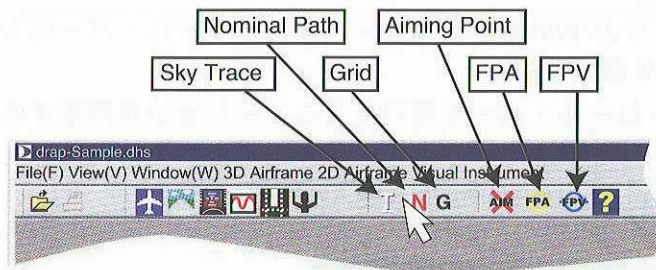 Nominal Path
Aiming Point
Sky Trace
Grid
FPA
FPV
drap-Sample.dhs
File(F) View(V) Window(W) 3D Airframe 2D Airframe Visual Instrument
T N G AIM FPA FPV ?